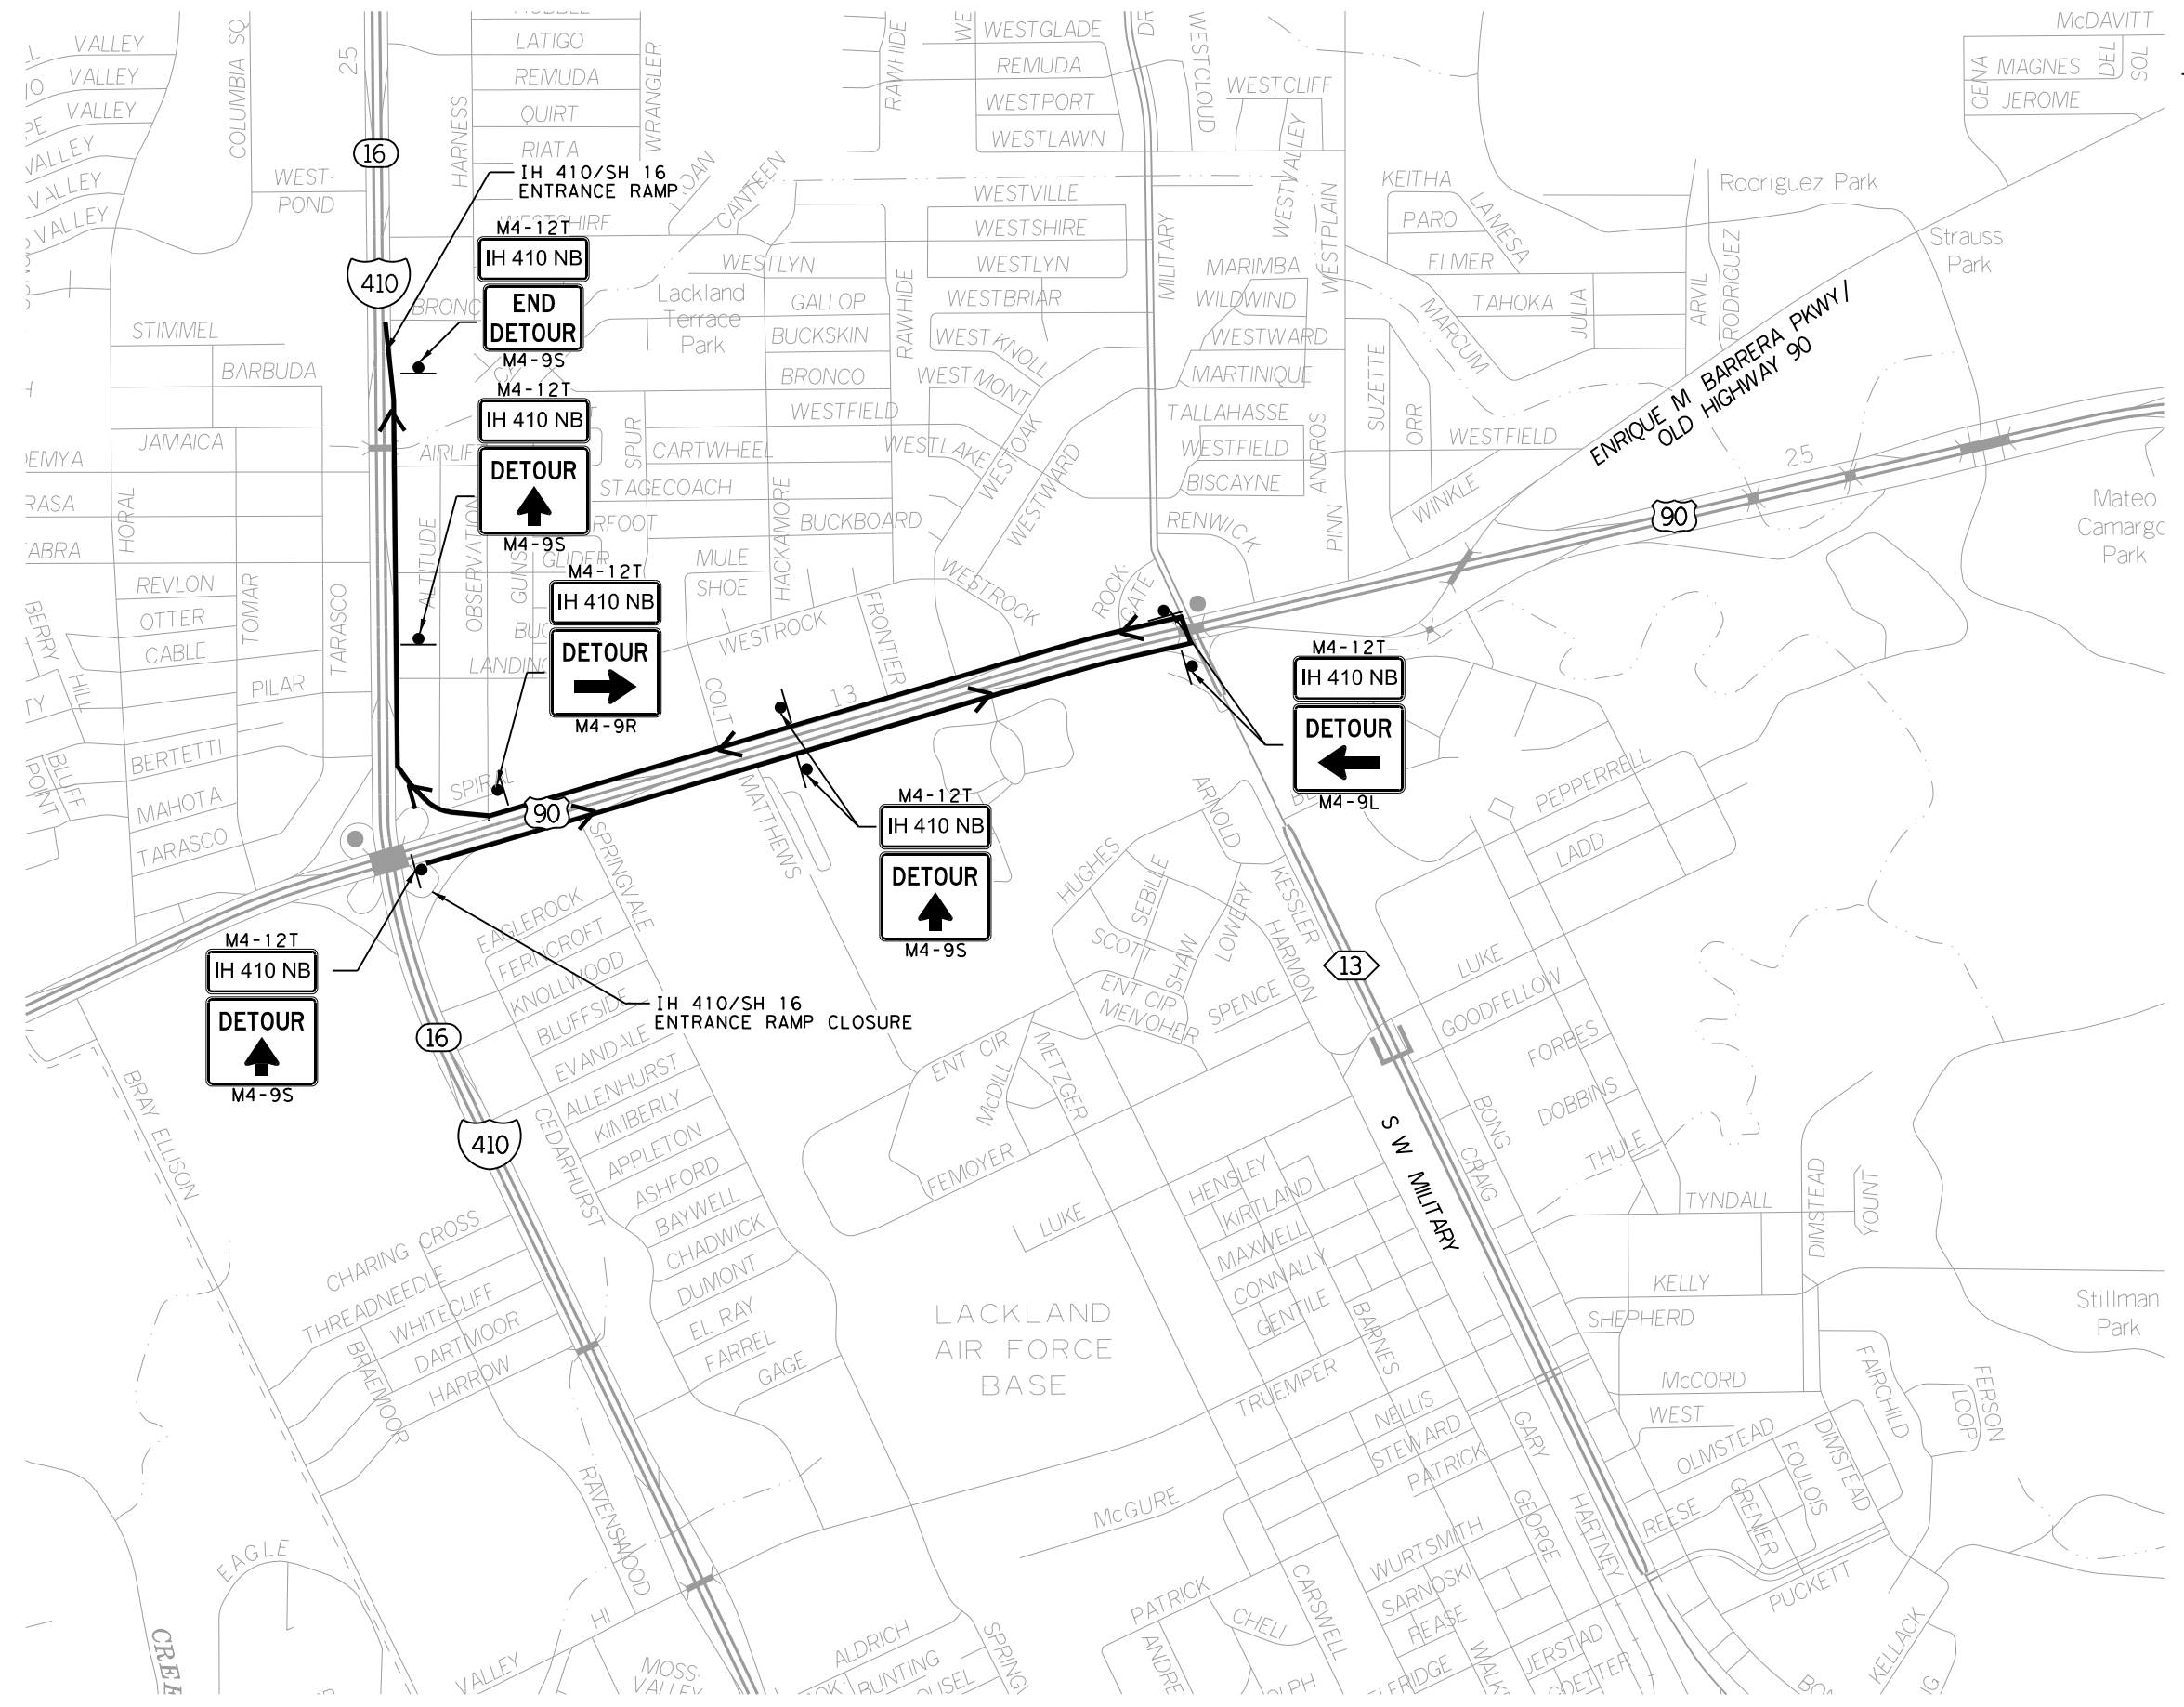 VALLEY
VALLEY
VALLEY
VALLEY
VALLEY
VALLEY
COLUMBIA SQ
25
16
WEST-
POND
HARNESS
LATIGO
REMUDA
QUIRT
RIATA
WRANGLER
IH 410/SH 16
ENTRANCE RAMP
CANTEEN
RAWHIDE
WESTGLADE
REMUDA
WESTPORT
WESTLAWN
WESTCLOUD
WESTCLIFF
WESTVALLEY
WESTPLAIN
McDAVITT
GENA
MAGNES
DEL
SOL
JEROME
Rodriguez Park
Strauss
Park
KEITHA
PARO
LAMESA
ELMER
TAHOKA
JULIA
ARVIL
RODRIGUEZ
MARCUM
WESTVILLE
WESTSHIRE
WESTLYN
WESTBRIAR
MILITARY
MARIMBA
WILDWIND
WESTWARD
MARTINIQUE
M4-12T
IH 410 NB
END
DETOUR
M4-9S
410
WESTLYN
Lackland
Terrace
Park
GALLOP
BUCKSKIN
BRONCO
WESTFIELD
RAWHIDE
WEST KNOLL
WESTMONT
WESTOAK
WESTLAKE
WESTWARD
STIMMEL
BARBUDA
JAMAICA
HORAL
M4-12T
IH 410 NB
DETOUR
M4-9S
SPUR
CARTWHEEL
STAGECOACH
BUCKBOARD
HACKAMORE
MULE
SHOE
TALLAHASSE
WESTFIELD
BISCAYNE
ANDROS
SUZETTE
ORR
WESTFIELD
WINKLE
PINN
RENWICK
ENRIQUE M BARRERA PKWY/
OLD HIGHWAY 90
25
90
Mateo
Camargo
Park
REVLON
OTTER
CABLE
TOMAR
TARASCO
PILAR
BERRY
HILL
BLUFF
POINT
BERTETTI
MAHOTA
TARASCO
ALTITUDE
OBSERVATION
GLIDER
M4-12T
IH 410 NB
DETOUR
M4-9R
WESTROCK
FRONTIER
WESTROCK
ROCK-
GATE
COLT
13
M4-12T
IH 410 NB
DETOUR
M4-9L
90
MATTHEWS
SPRINGVALE
M4-12T
IH 410 NB
DETOUR
M4-9S
ARNOLD
PEPPERRELL
LADD
M4-12T
IH 410 NB
DETOUR
M4-9S
IH 410/SH 16
ENTRANCE RAMP CLOSURE
EAGLEROCK
FERNCROFT
KNOLLWOOD
BLUFFSIDE
EVANDALE
ALLENHURST
KIMBERLY
APPLETON
ASHFORD
BAYWELL
CHADWICK
DUMONT
EL RAY
FARREL
GAGE
CEDARHURST
16
410
HUGHES
SEBILLE
SCOTT
SHAW
LOWERY
KESSLER
HARMON
ENT CIR
MEIVOHER
SPENCE
ENT CIR
McDILL
METZGER
FEMOYER
13
LUKE
GOODFELLOW
FORBES
DOBBINS
THULE
BONG
CRAIG
S W MILITARY
BRAY ELLISON
CHARING CROSS
THREADNEEDLE
WHITECLIFF
DARTMOOR
HARROW
BRAEMOOR
LUKE
HENSLEY
KIRTLAND
MAXWELL
CONNALLY
GENTILE
BARNES
LACKLAND
AIR FORCE
BASE
TYNDALL
DIMSTEAD
YOUNT
KELLY
SHEPHERD
Stillman
Park
McCORD
WEST
FAIRCHILD
FERSON
LOOP
TRUEMPER
NELLIS
STEWARD
PATRICK
GARY
OLMSTEAD
FOULOIS
DIMSTEAD
GRENIER
REESE
McGURE
GEORGE
HARTNEY
WURTSMITH
SARNOSKI
PEASE
PUCKETT
KELLACK
EAGLE
RAVENSWOOD
VALLEY HI
ALDRICH
BUNTING
MOSS-
VALLEY
PATRICK
CHELI
CARSWELL
JERSTAD